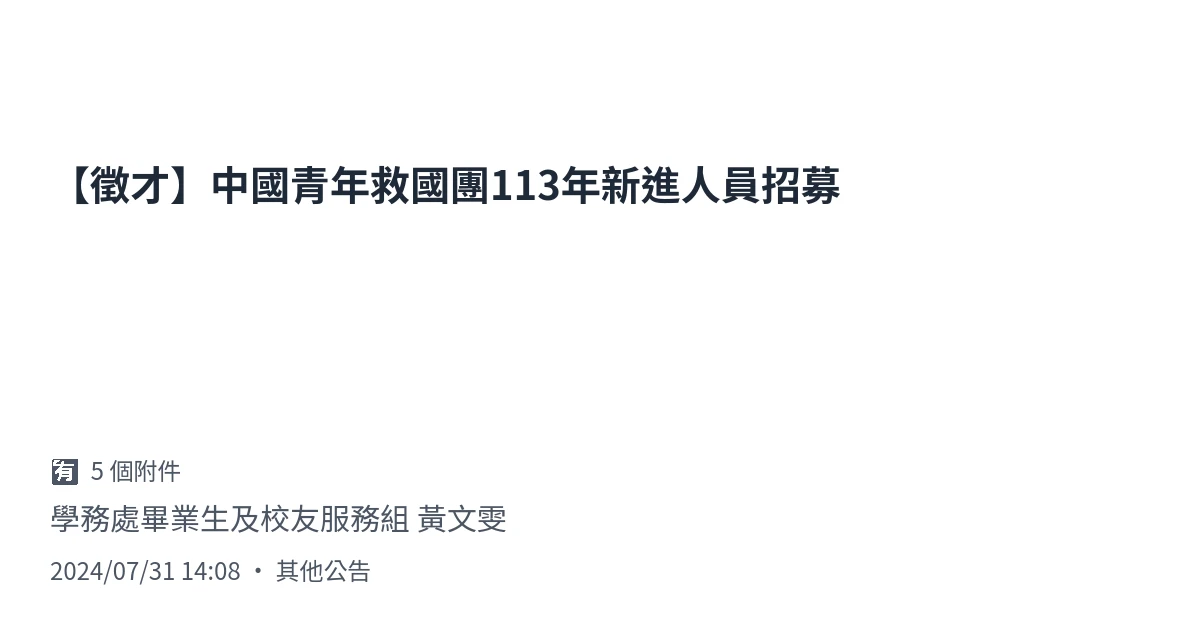 【徵才】中國青年救國團113年新進人員招募
🈶 5 個附件
學務處畢業生及校友服務組 黃文雯
2024/07/31 14:08 • 其他公告